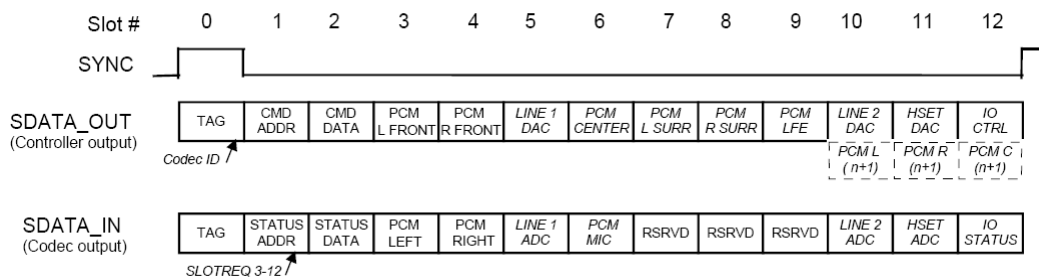 Slot # 0 1 2 3 4 5 6 7 8 9 10 11 12
SYNC
SDATA_OUT
(Controller output)
TAG CMD ADDR CMD DATA PCM L FRONT PCM R FRONT LINE 1 DAC PCM CENTER PCM L SURR PCM R SURR PCM LFE LINE 2 DAC HSET DAC IO CTRL
Codec ID
PCM L (n+1) PCM R (n+1) PCM C (n+1)
SDATA_IN
(Codec output)
TAG STATUS ADDR STATUS DATA PCM LEFT PCM RIGHT LINE 1 ADC PCM MIC RSRVD RSRVD RSRVD LINE 2 ADC HSET ADC IO STATUS
SLOTREQ 3-12